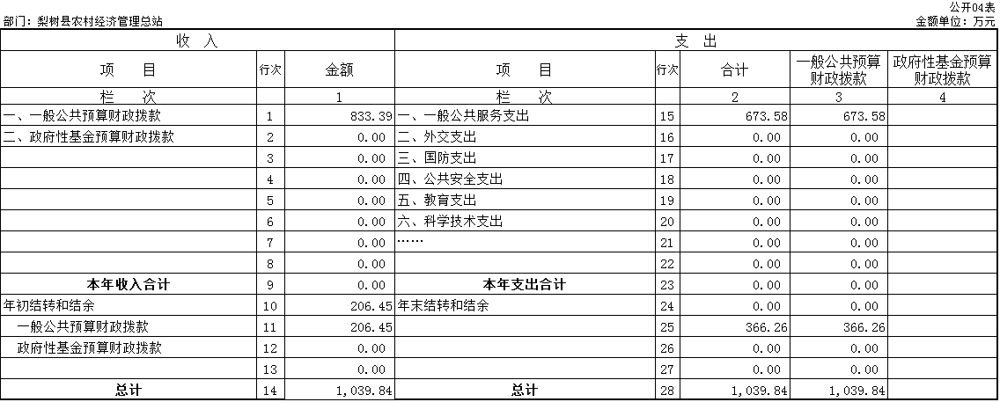 公开04表
部门：梨树县农村经济管理总站 金额单位：万元
收 入 支 出
项 目 行次 金额 项 目 行次 合计 一般公共预算财政拨款 政府性基金预算财政拨款
栏 次 1 栏 次 2 3 4
一、一般公共预算财政拨款 1 833.39 一、一般公共服务支出 15 673.58 673.58
二、政府性基金预算财政拨款 2 0.00 二、外交支出 16 0.00 0.00
3 0.00 三、国防支出 17 0.00 0.00
4 0.00 四、公共安全支出 18 0.00 0.00
5 0.00 五、教育支出 19 0.00 0.00
6 0.00 六、科学技术支出 20 0.00 0.00
7 0.00 …… 21 0.00 0.00
8 0.00 22 0.00 0.00
本年收入合计 9 0.00 本年支出合计 23 0.00 0.00
年初结转和结余 10 206.45 年末结转和结余 24 0.00 0.00
一般公共预算财政拨款 11 206.45 25 366.26 366.26
政府性基金预算财政拨款 12 0.00 26 0.00 0.00
13 0.00 27 0.00 0.00
总计 14 1,039.84 总计 28 1,039.84 1,039.84